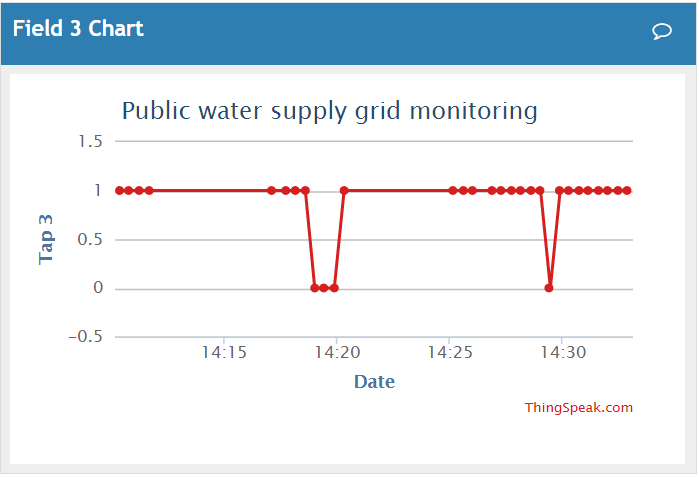 Field 3 Chart
Public water supply grid monitoring
1.5
1
0.5
0
-0.5
Tap 3
14:15 14:20 14:25 14:30
Date
ThingSpeak.com